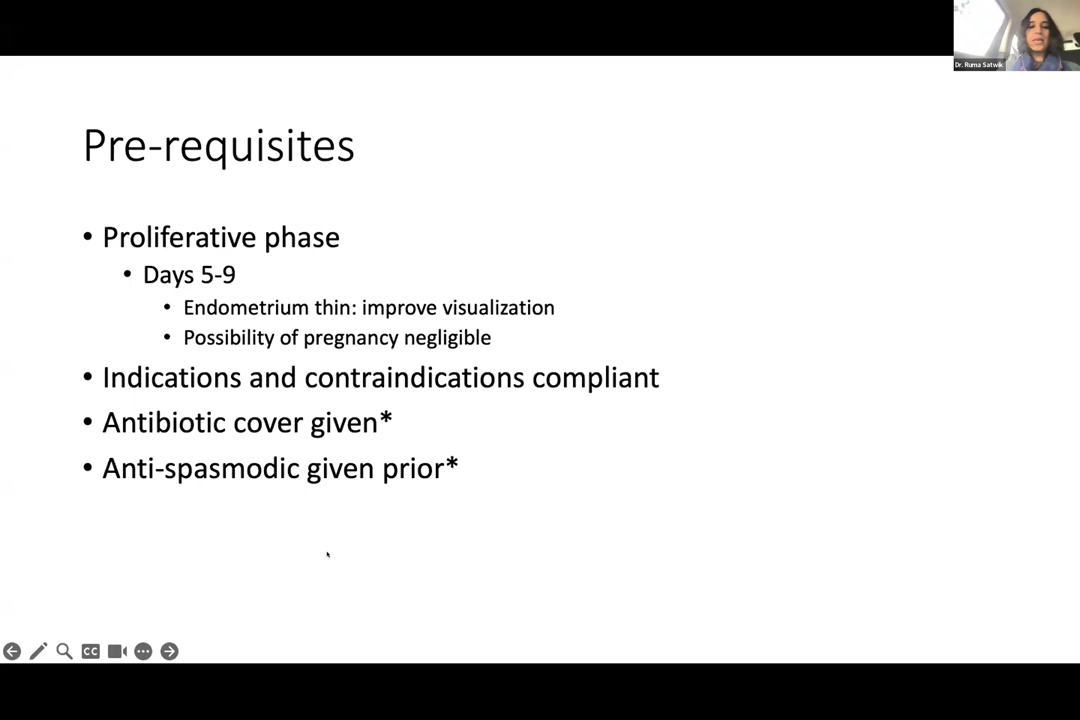 Dr. Ruma Satwik
Pre-requisites
• Proliferative phase
• Days 5-9
• Endometrium thin: improve visualization
• Possibility of pregnancy negligible
• Indications and contraindications compliant
• Antibiotic cover given*
• Anti-spasmodic given prior*
CC